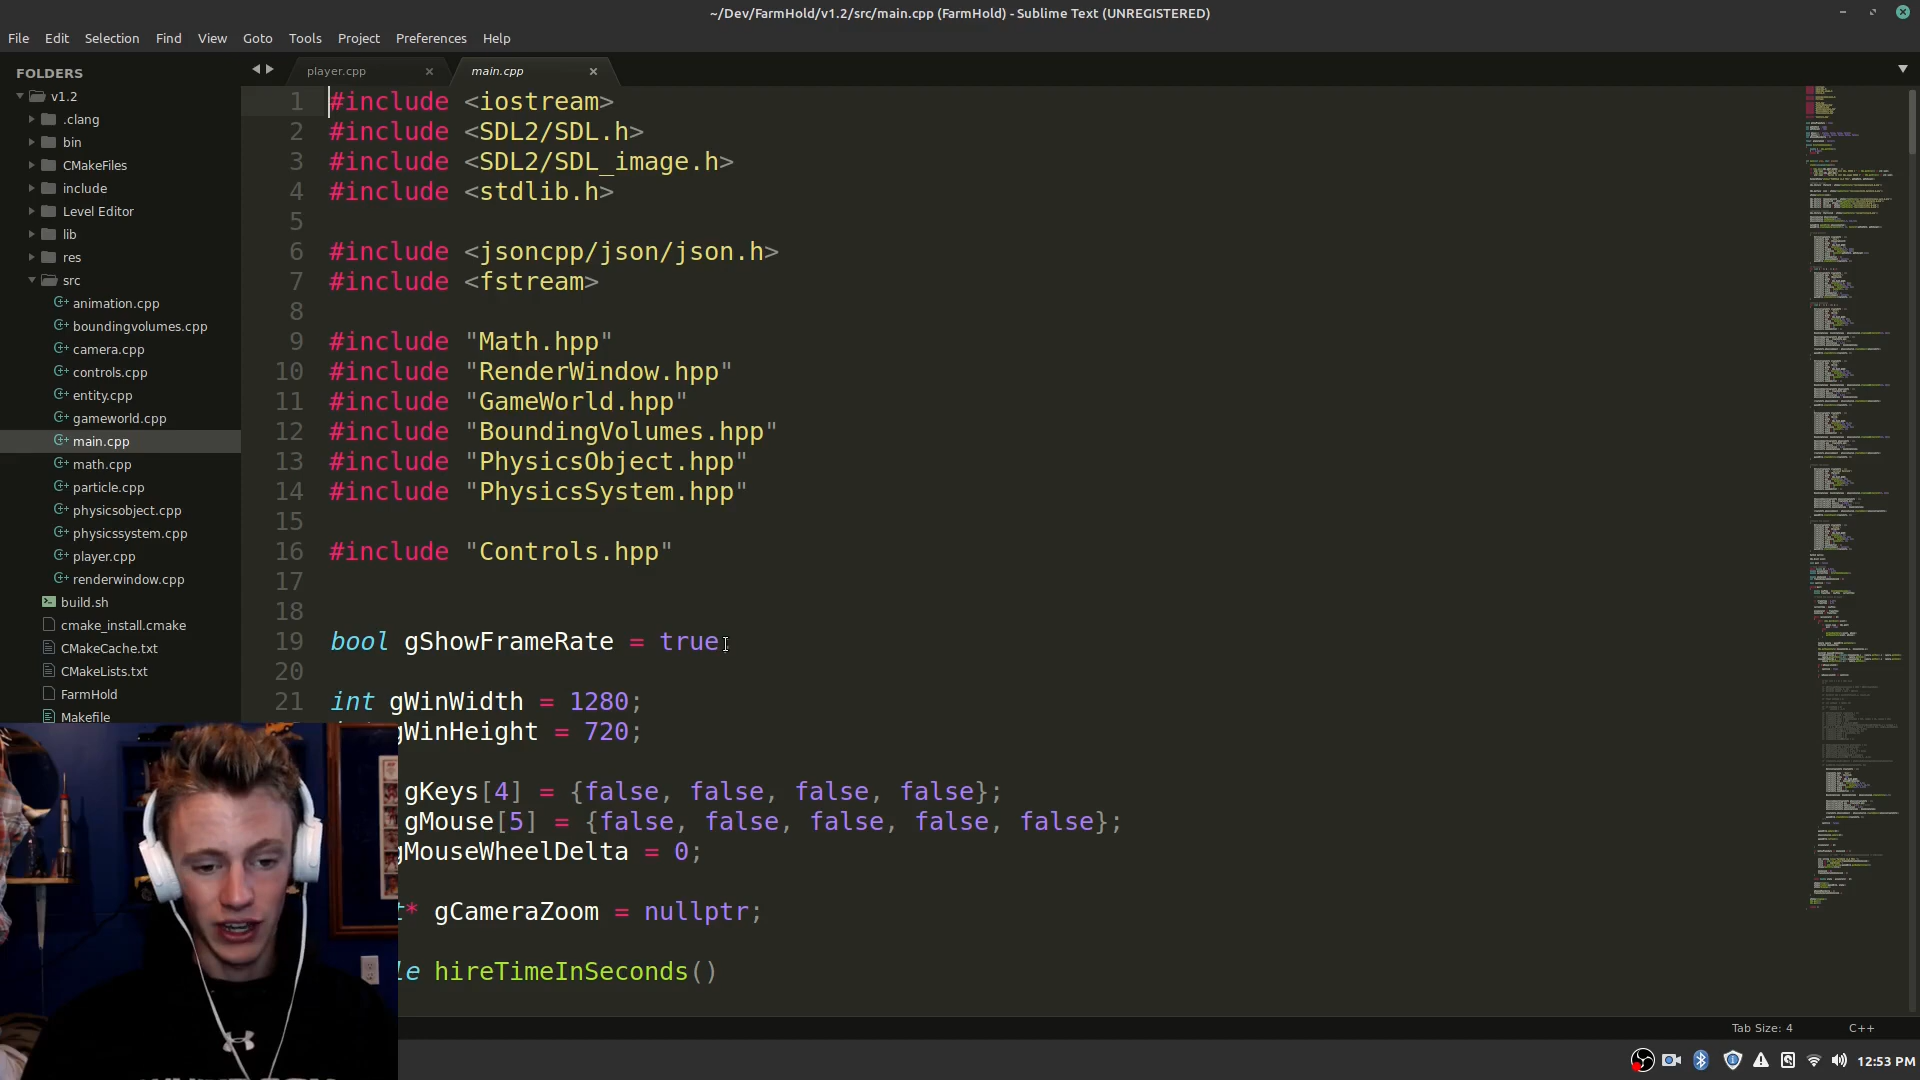 ~/Dev/FarmHold/v1.2/src/main.cpp (FarmHold) - Sublime Text (UNREGISTERED)
File Edit Selection Find View Goto Tools Project Preferences Help
FOLDERS
v1.2
.clang
bin
CMakeFiles
include
Level Editor
lib
res
src
animation.cpp
boundingvolumes.cpp
camera.cpp
controls.cpp
entity.cpp
gameworld.cpp
main.cpp
math.cpp
particle.cpp
physicsobject.cpp
physicssystem.cpp
player.cpp
renderwindow.cpp
build.sh
cmake_install.cmake
CMakeCache.txt
CMakeLists.txt
FarmHold
Makefile
player.cpp main.cpp
1 #include <iostream>
2 #include <SDL2/SDL.h>
3 #include <SDL2/SDL_image.h>
4 #include <stdlib.h>
5
6 #include <jsoncpp/json/json.h>
7 #include <fstream>
8
9 #include "Math.hpp"
10 #include "RenderWindow.hpp"
11 #include "GameWorld.hpp"
12 #include "BoundingVolumes.hpp"
13 #include "PhysicsObject.hpp"
14 #include "PhysicsSystem.hpp"
15
16 #include "Controls.hpp"
17
18
19 bool gShowFrameRate = true;
20
21 int gWinWidth = 1280;
gWinHeight = 720;
gKeys[4] = {false, false, false, false};
gMouse[5] = {false, false, false, false, false};
gMouseWheelDelta = 0;
t* gCameraZoom = nullptr;
le hireTimeInSeconds()
Tab Size: 4 C++
12:53 PM